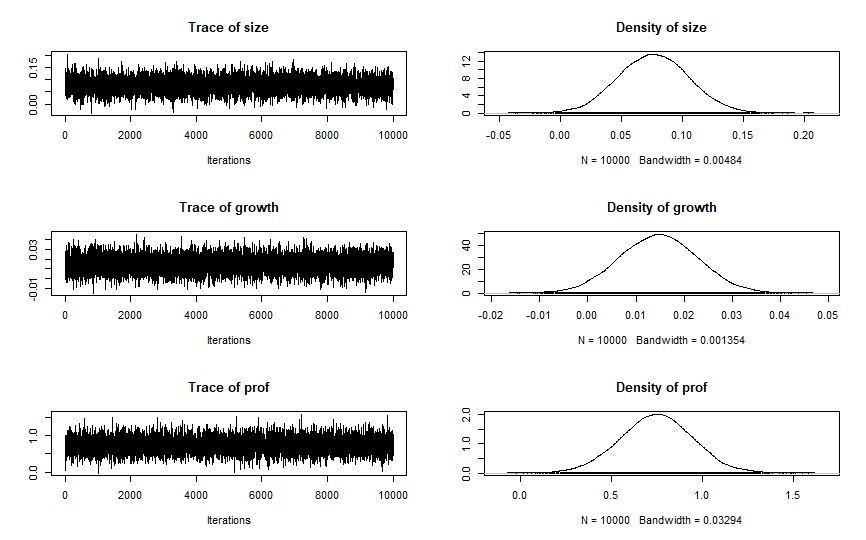 Trace of size
0.00 0.15
0 2000 4000 6000 8000 10000
Iterations
Density of size
0 4 8 12
-0.05 0.00 0.05 0.10 0.15 0.20
N = 10000 Bandwidth = 0.00484
Trace of growth
-0.01 0.03
0 2000 4000 6000 8000 10000
Iterations
Density of growth
0 20 40
-0.02 -0.01 0.00 0.01 0.02 0.03 0.04 0.05
N = 10000 Bandwidth = 0.001354
Trace of prof
0.0 1.0
0 2000 4000 6000 8000 10000
Iterations
Density of prof
0.0 1.0 2.0
0.0 0.5 1.0 1.5
N = 10000 Bandwidth = 0.03294